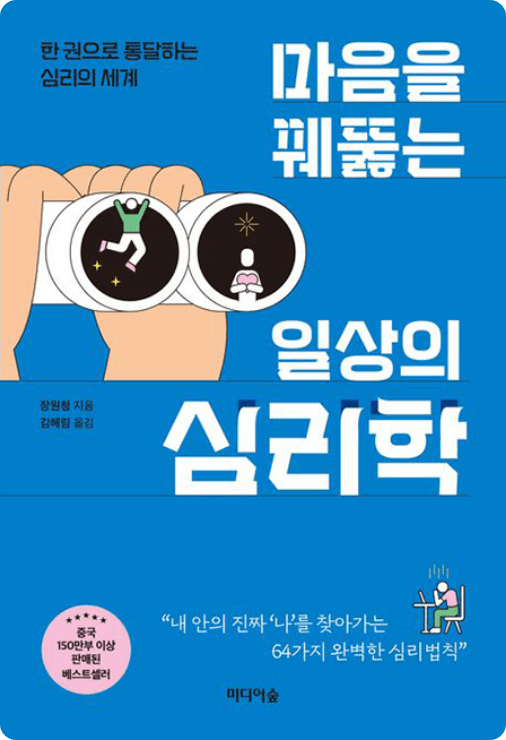 한 권으로 통달하는
심리의 세계
마음을
꿰뚫는
일상의
심리학
장원청 지음
김혜림 옮김
“내 안의 진짜 ‘나’를 찾아가는
64가지 완벽한 심리법칙”
중국
150만부 이상
판매된
베스트셀러
미디어숲